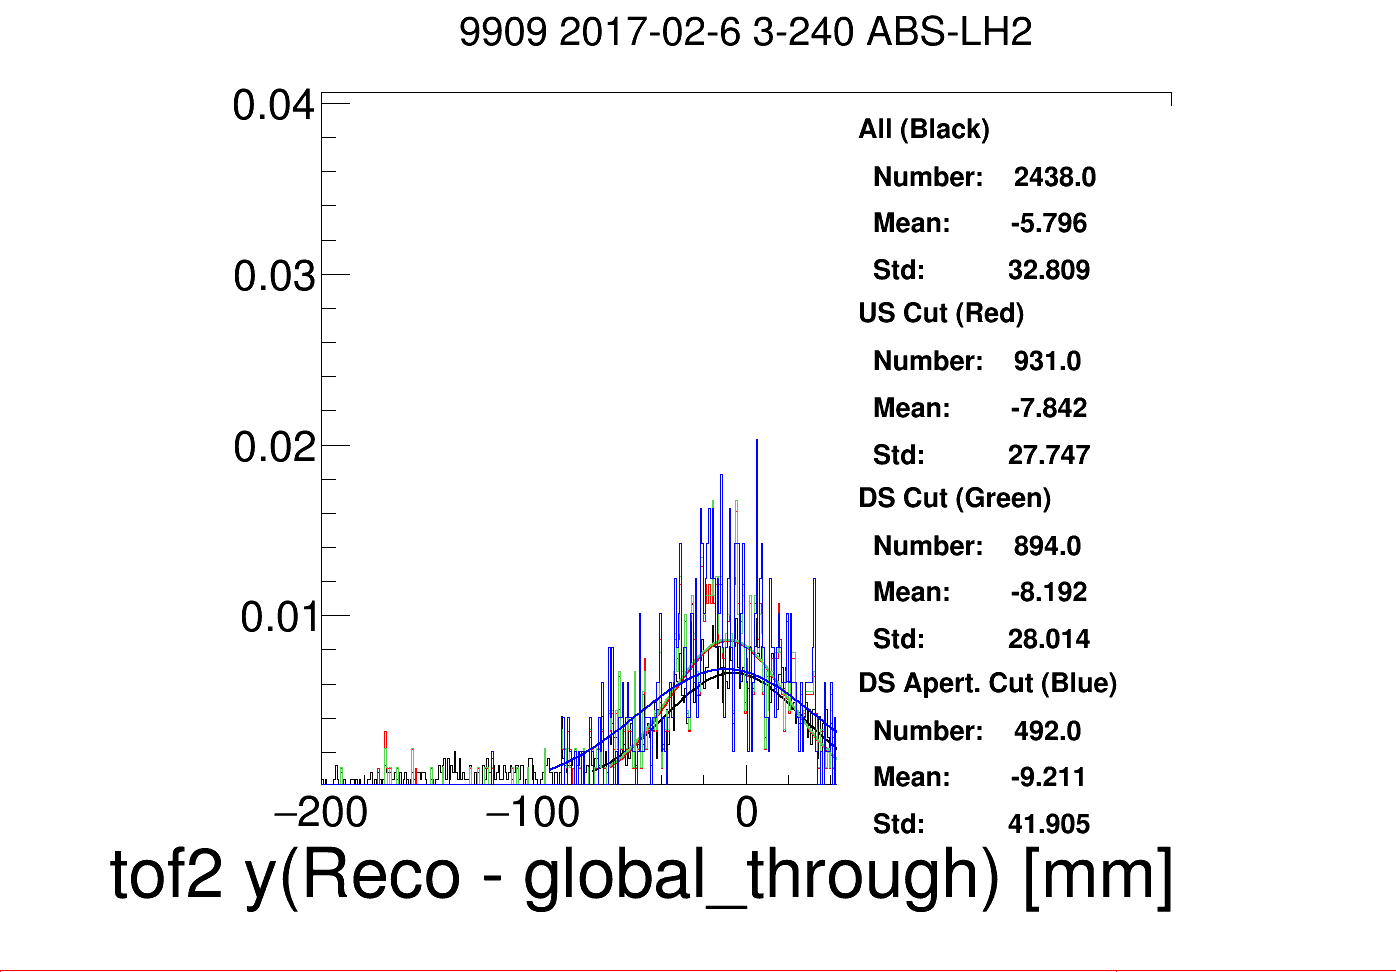 9909 2017-02-6 3-240 ABS-LH2
0.04
0.03
0.02
0.01
−200
−100
0
All (Black)
Number: 2438.0
Mean: -5.796
Std: 32.809
US Cut (Red)
Number: 931.0
Mean: -7.842
Std: 27.747
DS Cut (Green)
Number: 894.0
Mean: -8.192
Std: 28.014
DS Apert. Cut (Blue)
Number: 492.0
Mean: -9.211
Std: 41.905
tof2 y(Reco - global_through) [mm]